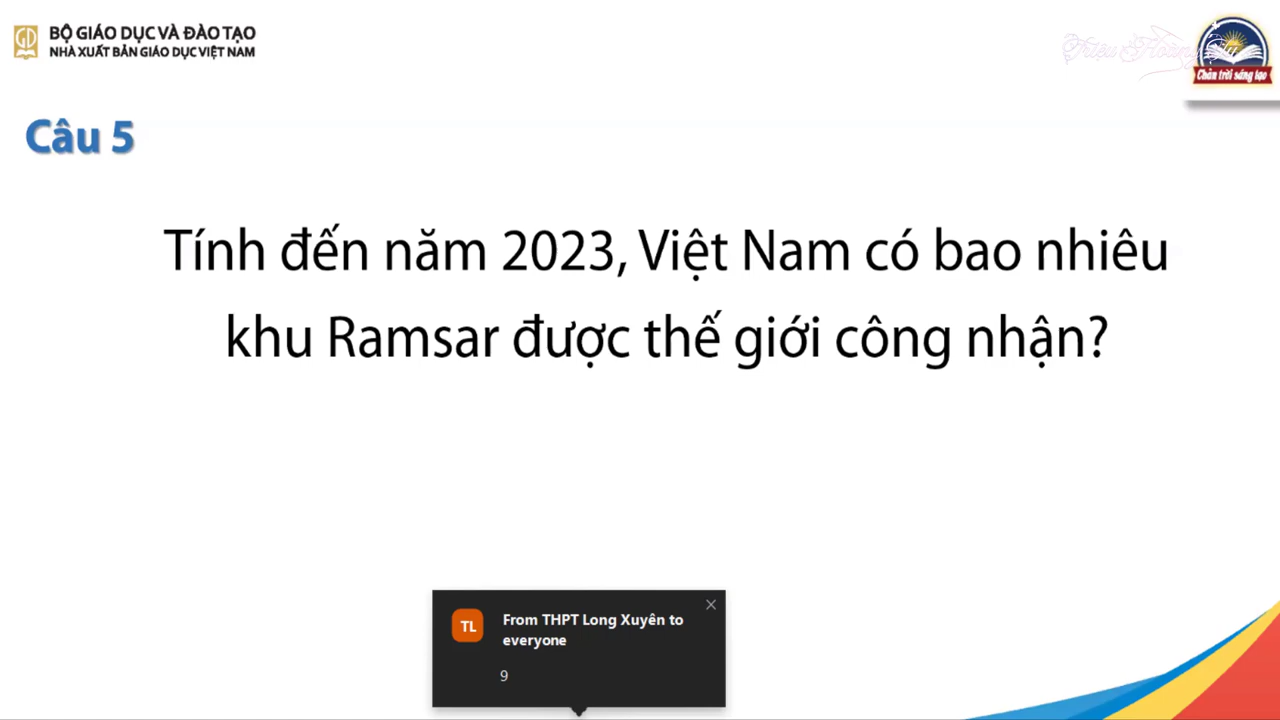 BỘ GIÁO DỤC VÀ ĐÀO TẠO
NHÀ XUẤT BẢN GIÁO DỤC VIỆT NAM
Chân trời sáng tạo
Câu 5
Tính đến năm 2023, Việt Nam có bao nhiêu
khu Ramsar được thế giới công nhận?
TL
From THPT Long Xuyên to
everyone
9